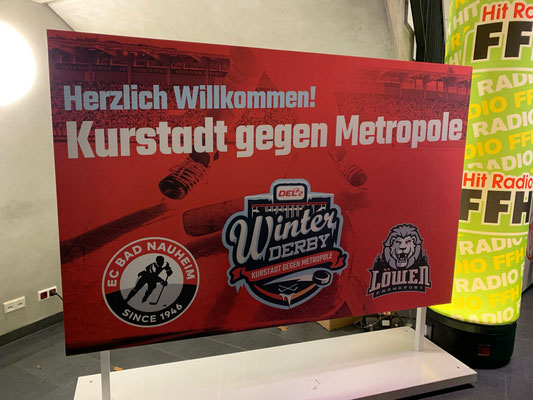 Herzlich Willkommen!
Kurstadt gegen Metropole
DEL2
Winter
DERBY
KURSTADT GEGEN METROPOLE
EC BAD NAUHEIM
SINCE 1946
LÖWEN
FRANKFURT
Hit Radio
FFH
RADIO
RADIO FFH
RADIO
Hit Radio
FFH
RADIO
RADIO FFH